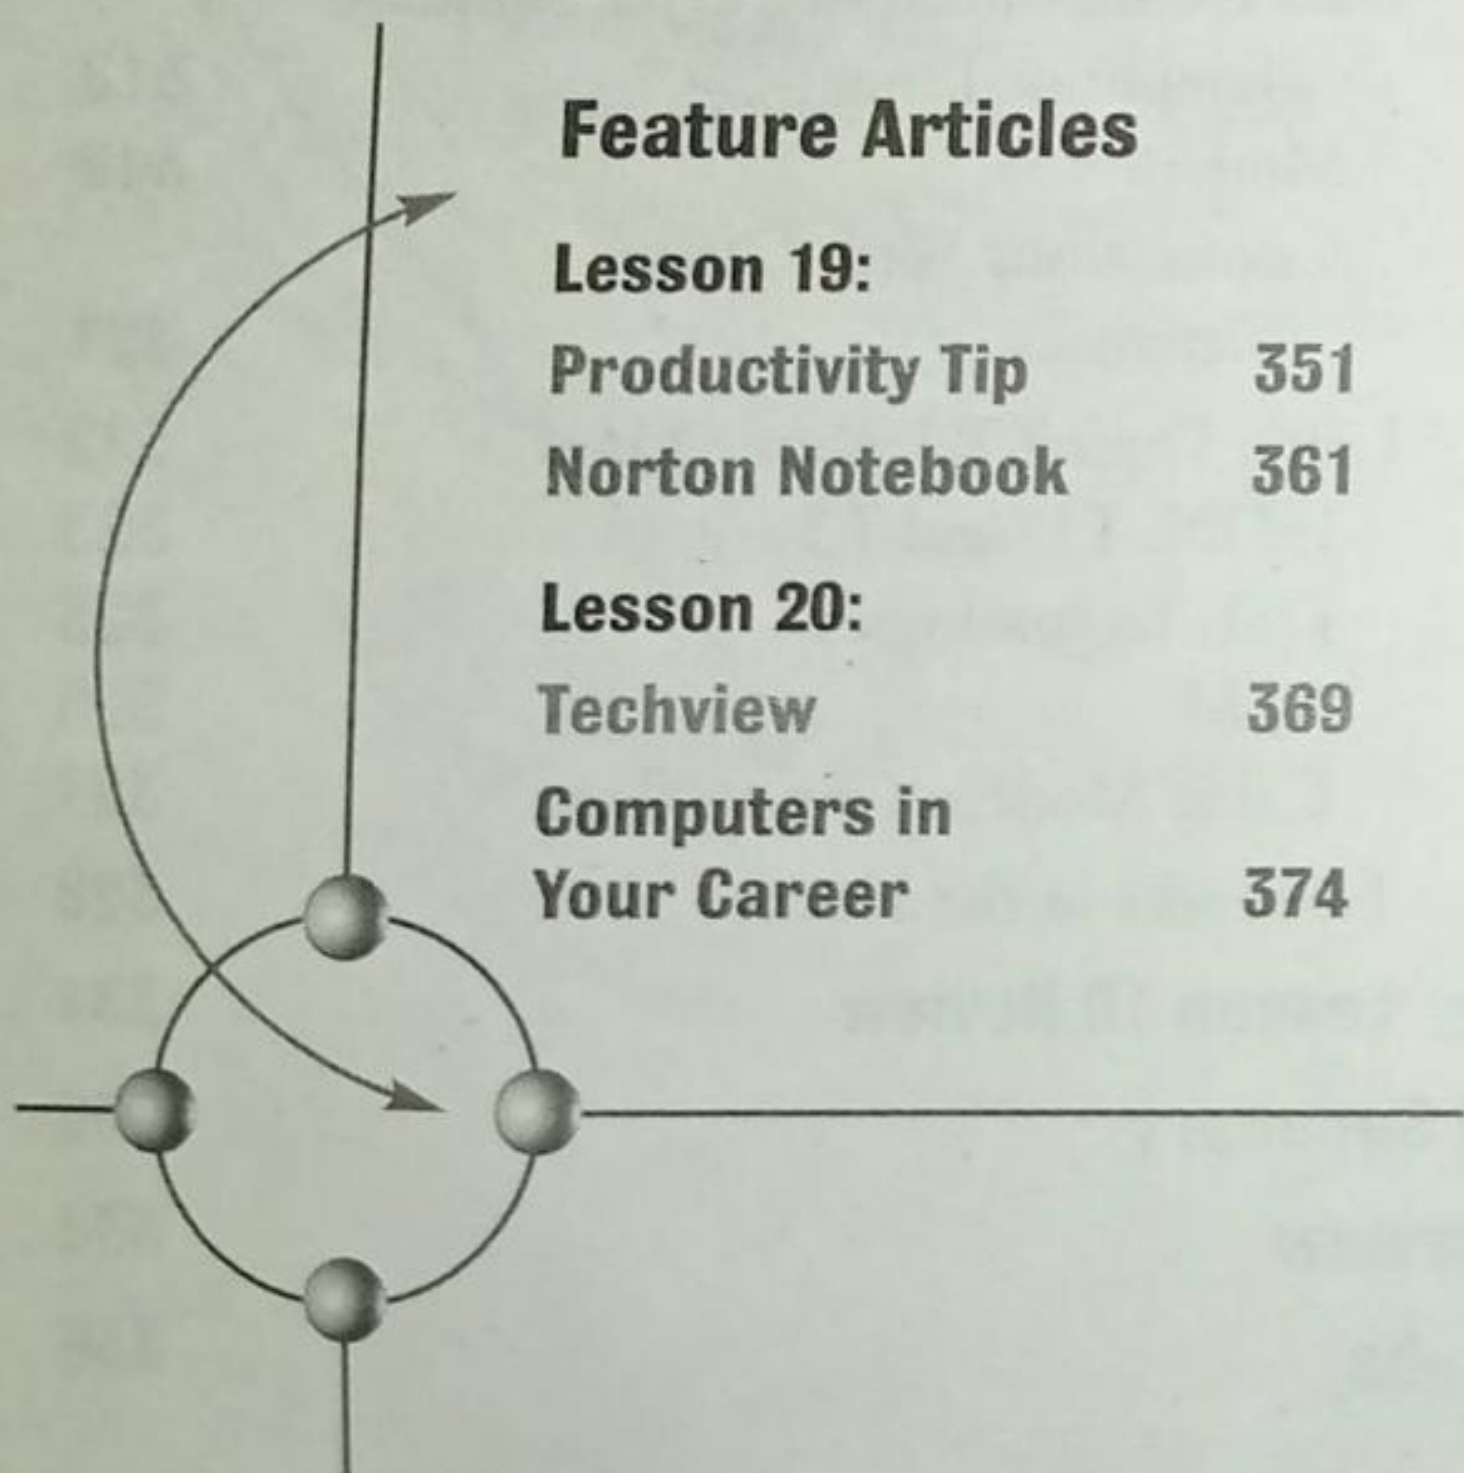 Feature Articles
Lesson 19:
Productivity Tip 351
Norton Notebook 361
Lesson 20:
Techview 369
Computers in
Your Career 374